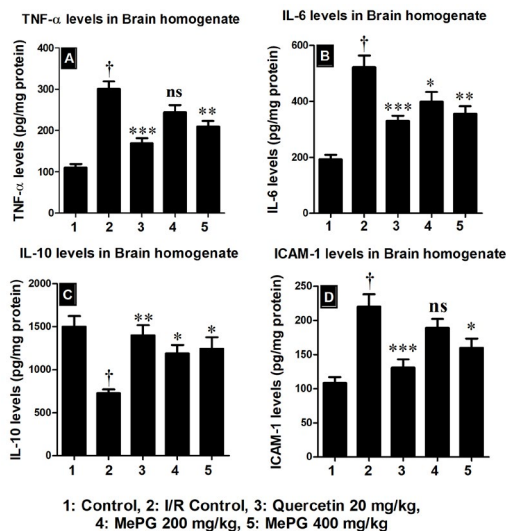 TNF-α levels in Brain homogenate
A
TNF-α levels (pg/mg protein)
400
300
200
100
0
†
***
ns
**
1 2 3 4 5
IL-6 levels in Brain homogenate
B
IL-6 levels (pg/mg protein)
600
400
200
0
†
***
*
**
1 2 3 4 5
IL-10 levels in Brain homogenate
C
IL-10 levels (pg/mg protein)
1500
1000
500
0
†
**
*
*
1 2 3 4 5
ICAM-1 levels in Brain homogenate
D
ICAM-1 levels (pg/mg protein)
250
200
150
100
50
0
†
***
ns
*
1 2 3 4 5
1: Control, 2: I/R Control, 3: Quercetin 20 mg/kg,
4: MePG 200 mg/kg, 5: MePG 400 mg/kg